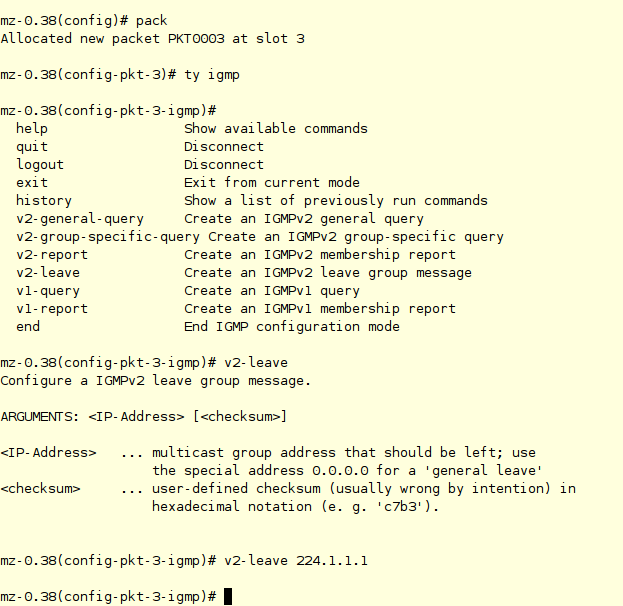 mz-0.38(config)# pack
Allocated new packet PKT0003 at slot 3
mz-0.38(config-pkt-3)# ty igmp
mz-0.38(config-pkt-3-igmp)#
help                 Show available commands
quit                 Disconnect
logout               Disconnect
exit                 Exit from current mode
history              Show a list of previously run commands
v2-general-query     Create an IGMPv2 general query
v2-group-specific-query Create an IGMPv2 group-specific query
v2-report            Create an IGMPv2 membership report
v2-leave             Create an IGMPv2 leave group message
v1-query             Create an IGMPv1 query
v1-report            Create an IGMPv1 membership report
end                  End IGMP configuration mode
mz-0.38(config-pkt-3-igmp)# v2-leave
Configure a IGMPv2 leave group message.
ARGUMENTS: <IP-Address> [<checksum>]
<IP-Address>   ... multicast group address that should be left; use
the special address 0.0.0.0 for a 'general leave'
<checksum>     ... user-defined checksum (usually wrong by intention) in
hexadecimal notation (e. g. 'c7b3').
mz-0.38(config-pkt-3-igmp)# v2-leave 224.1.1.1
mz-0.38(config-pkt-3-igmp)#